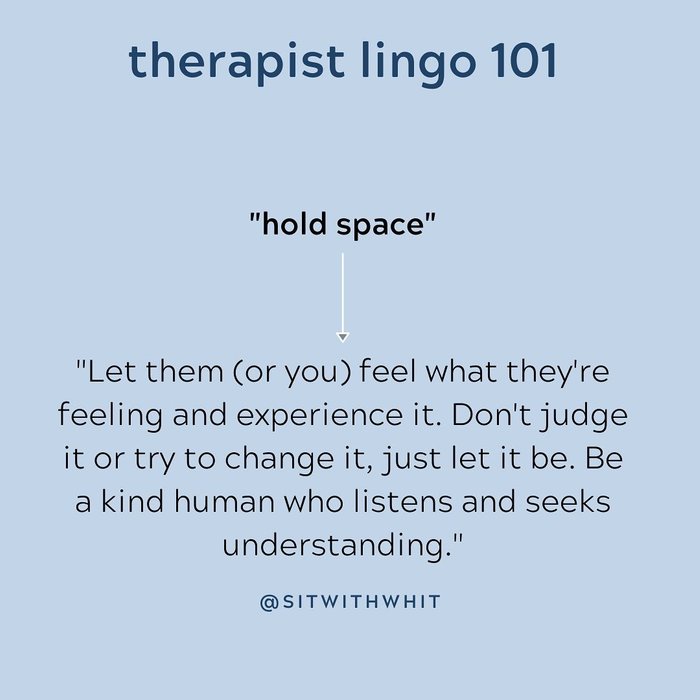 therapist lingo 101
"hold space"
"Let them (or you) feel what they're
feeling and experience it. Don't judge
it or try to change it, just let it be. Be
a kind human who listens and seeks
understanding."
@SITWITHWHIT